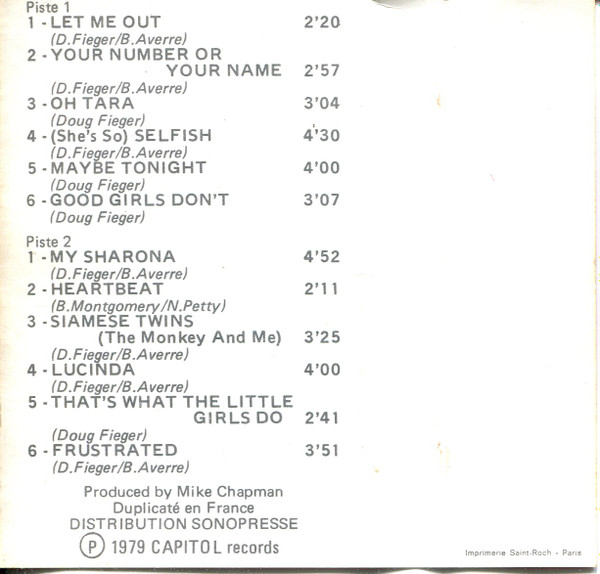 Piste 1
1 - LET ME OUT 2'20
(D.Fieger/B.Averre)
2 - YOUR NUMBER OR
YOUR NAME 2'57
(D.Fieger/B.Averre)
3 - OH TARA 3'04
(Doug Fieger)
4 - (She's So) SELFISH 4'30
(D.Fieger/B.Averre)
5 - MAYBE TONIGHT 4'00
(Doug Fieger)
6 - GOOD GIRLS DON'T 3'07
(Doug Fieger)
Piste 2
1 - MY SHARONA 4'52
(D.Fieger/B.Averre)
2 - HEARTBEAT 2'11
(B.Montgomery/N.Petty)
3 - SIAMESE TWINS
(The Monkey And Me) 3'25
(D.Fieger/B.Averre)
4 - LUCINDA 4'00
(D.Fieger/B.Averre)
5 - THAT'S WHAT THE LITTLE
GIRLS DO 2'41
(Doug Fieger)
6 - FRUSTRATED 3'51
(D.Fieger/B.Averre)
Produced by Mike Chapman
Duplicaté en France
DISTRIBUTION SONOPRESSE
Ⓟ 1979 CAPITOL records
Imprimerie Saint-Roch - Paris